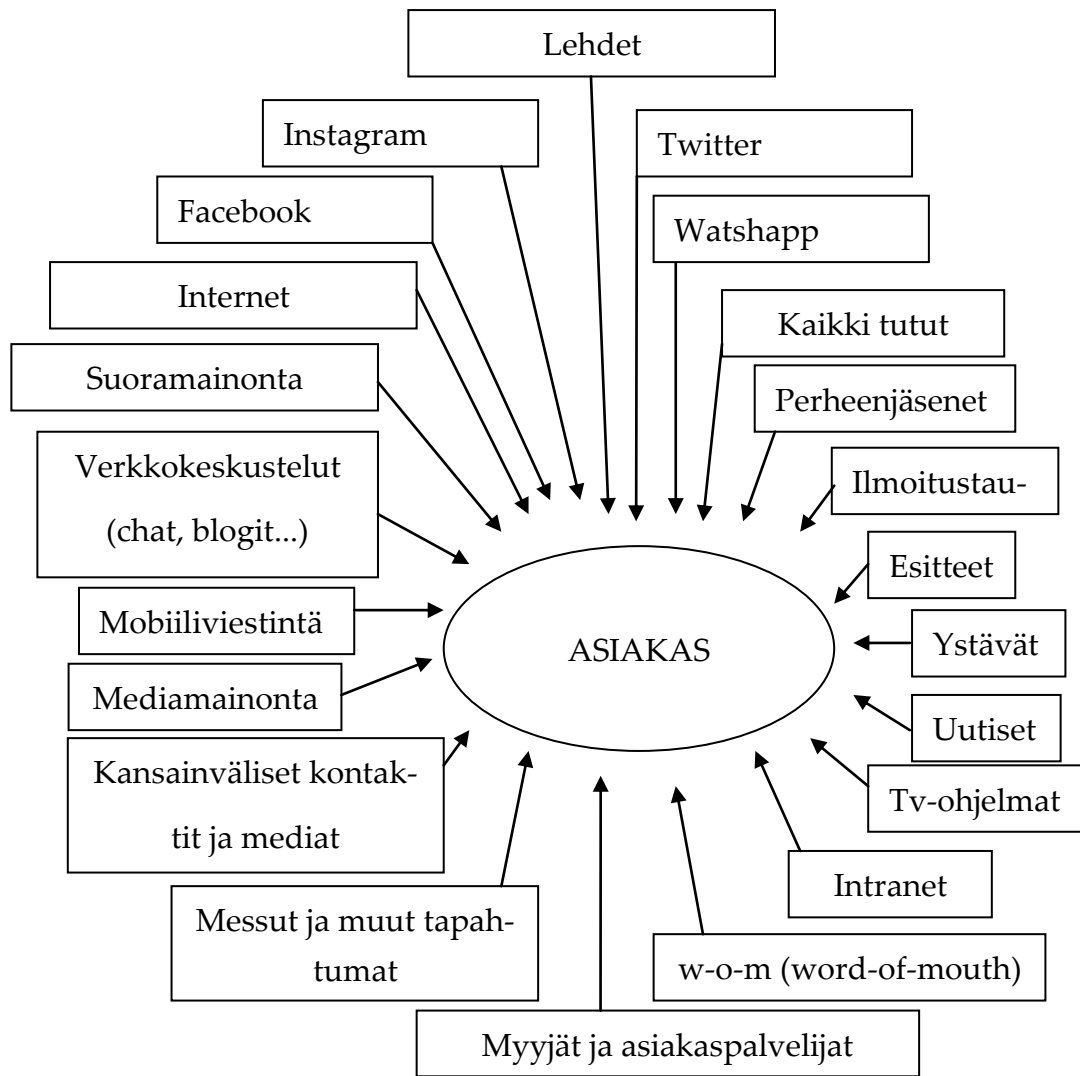 Lehdet
Instagram
Twitter
Facebook
Watshapp
Internet
Kaikki tutut
Suoramainonta
Perheenjäsenet
Verkkokeskustelut
(chat, blogit...)
Ilmoitustau-
Esitteet
Mobiiliviestintä
ASIAKAS
Ystävät
Mediamainonta
Uutiset
Kansainväliset kontak-
tit ja mediat
Tv-ohjelmat
Intranet
Messut ja muut tapah-
tumat
w-o-m (word-of-mouth)
Myyjät ja asiakaspalvelijat